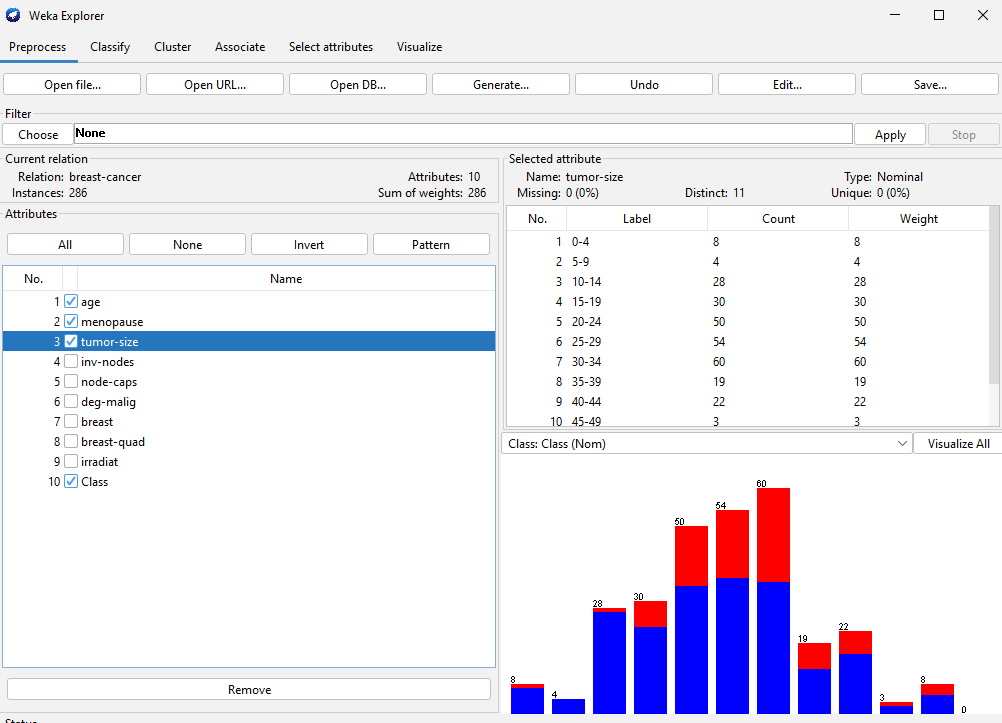 Weka Explorer
Preprocess Classify Cluster Associate Select attributes Visualize
Open file... Open URL... Open DB... Generate... Undo Edit... Save...
Filter
Choose None Apply Stop
Current relation
Relation: breast-cancer Attributes: 10
Instances: 286 Sum of weights: 286
Attributes
All None Invert Pattern
No. Name
1 age
2 menopause
3 tumor-size
4 inv-nodes
5 node-caps
6 deg-malig
7 breast
8 breast-quad
9 irradiat
10 Class
Remove
Status
Selected attribute
Name: tumor-size Type: Nominal
Missing: 0 (0%) Distinct: 11 Unique: 0 (0%)
No. Label Count Weight
1 0-4 8 8
2 5-9 4 4
3 10-14 28 28
4 15-19 30 30
5 20-24 50 50
6 25-29 54 54
7 30-34 60 60
8 35-39 19 19
9 40-44 22 22
10 45-49 3 3
Class: Class (Nom) Visualize All
8 4 28 30 50 54 60 19 22 3 8 0